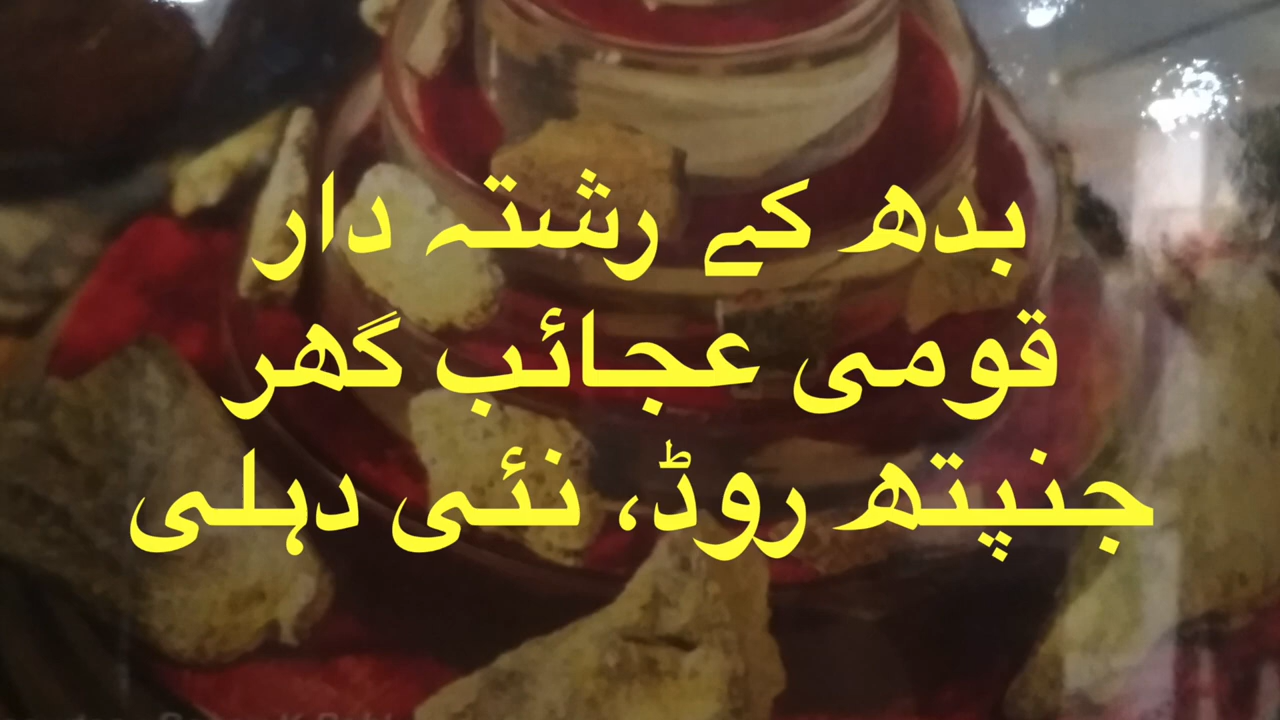 بدھ کے رشتہ دار
قومی عجائب گھر
جنپتھ روڈ، نئی دہلی